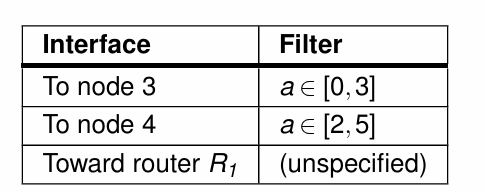 Interface Filter
To node 3 a ∈ [0,3]
To node 4 a ∈ [2,5]
Toward router R1 (unspecified)